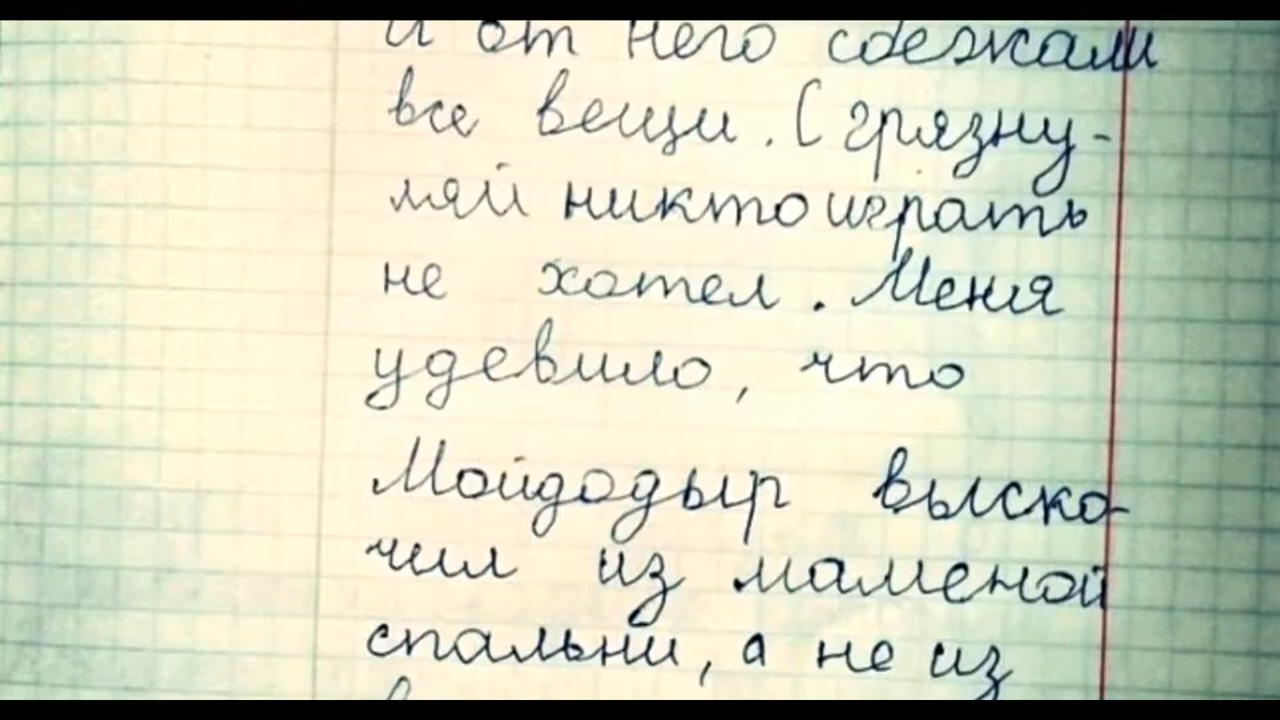 и от него сбежали
все вещи. С грязну-
ляй никто играть
не хотел. Меня
удевило, что
Мойдодыр выско-
чил из маменой
спальни, а не из